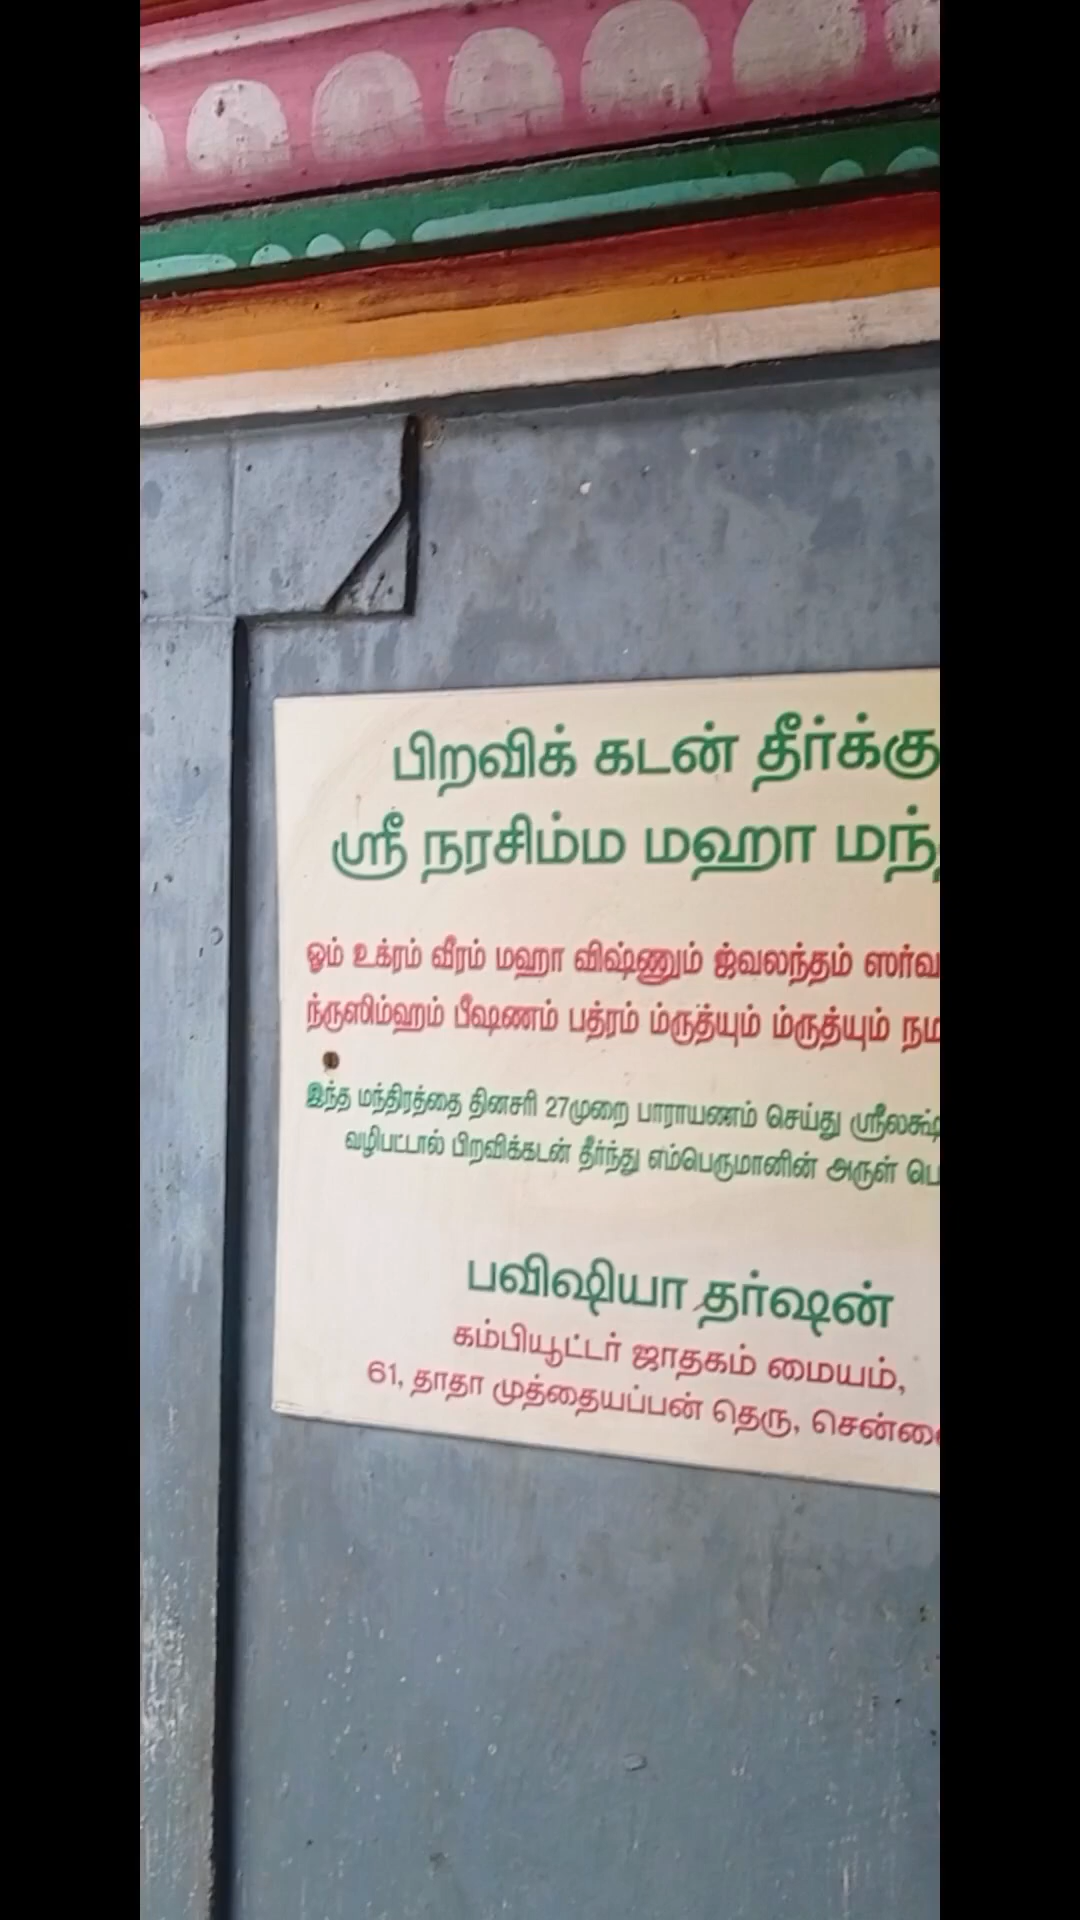 பிறவிக் கடன் தீர்க்கு
ஸ்ரீ நரசிம்ம மஹா மந்
ஓம் உக்ரம் வீரம் மஹா விஷ்ணும் ஜ்வலந்தம் ஸர்வ
ந்ருஸிம்ஹம் பீஷணம் பத்ரம் ம்ருத்யும் ம்ருத்யும் நம
இந்த மந்திரத்தை தினசரி 27முறை பாராயணம் செய்து ஸ்ரீலக்ஷ்
வழிபட்டால் பிறவிக்கடன் தீர்ந்து எம்பெருமானின் அருள் பெ
பவிஷியா தர்ஷன்
கம்பியூட்டர் ஜாதகம் மையம்,
61, தாதா முத்தையப்பன் தெரு, சென்னை